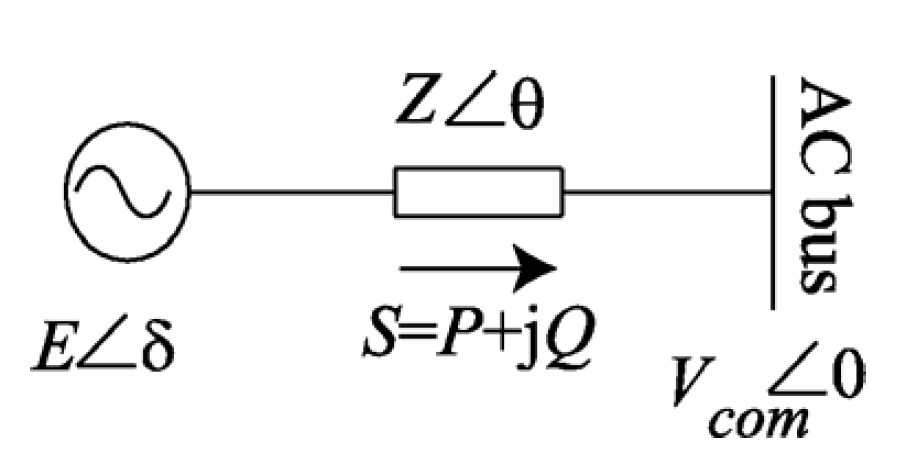 Z∠θ
AC bus
S=P+jQ
E∠δ
V_com∠0